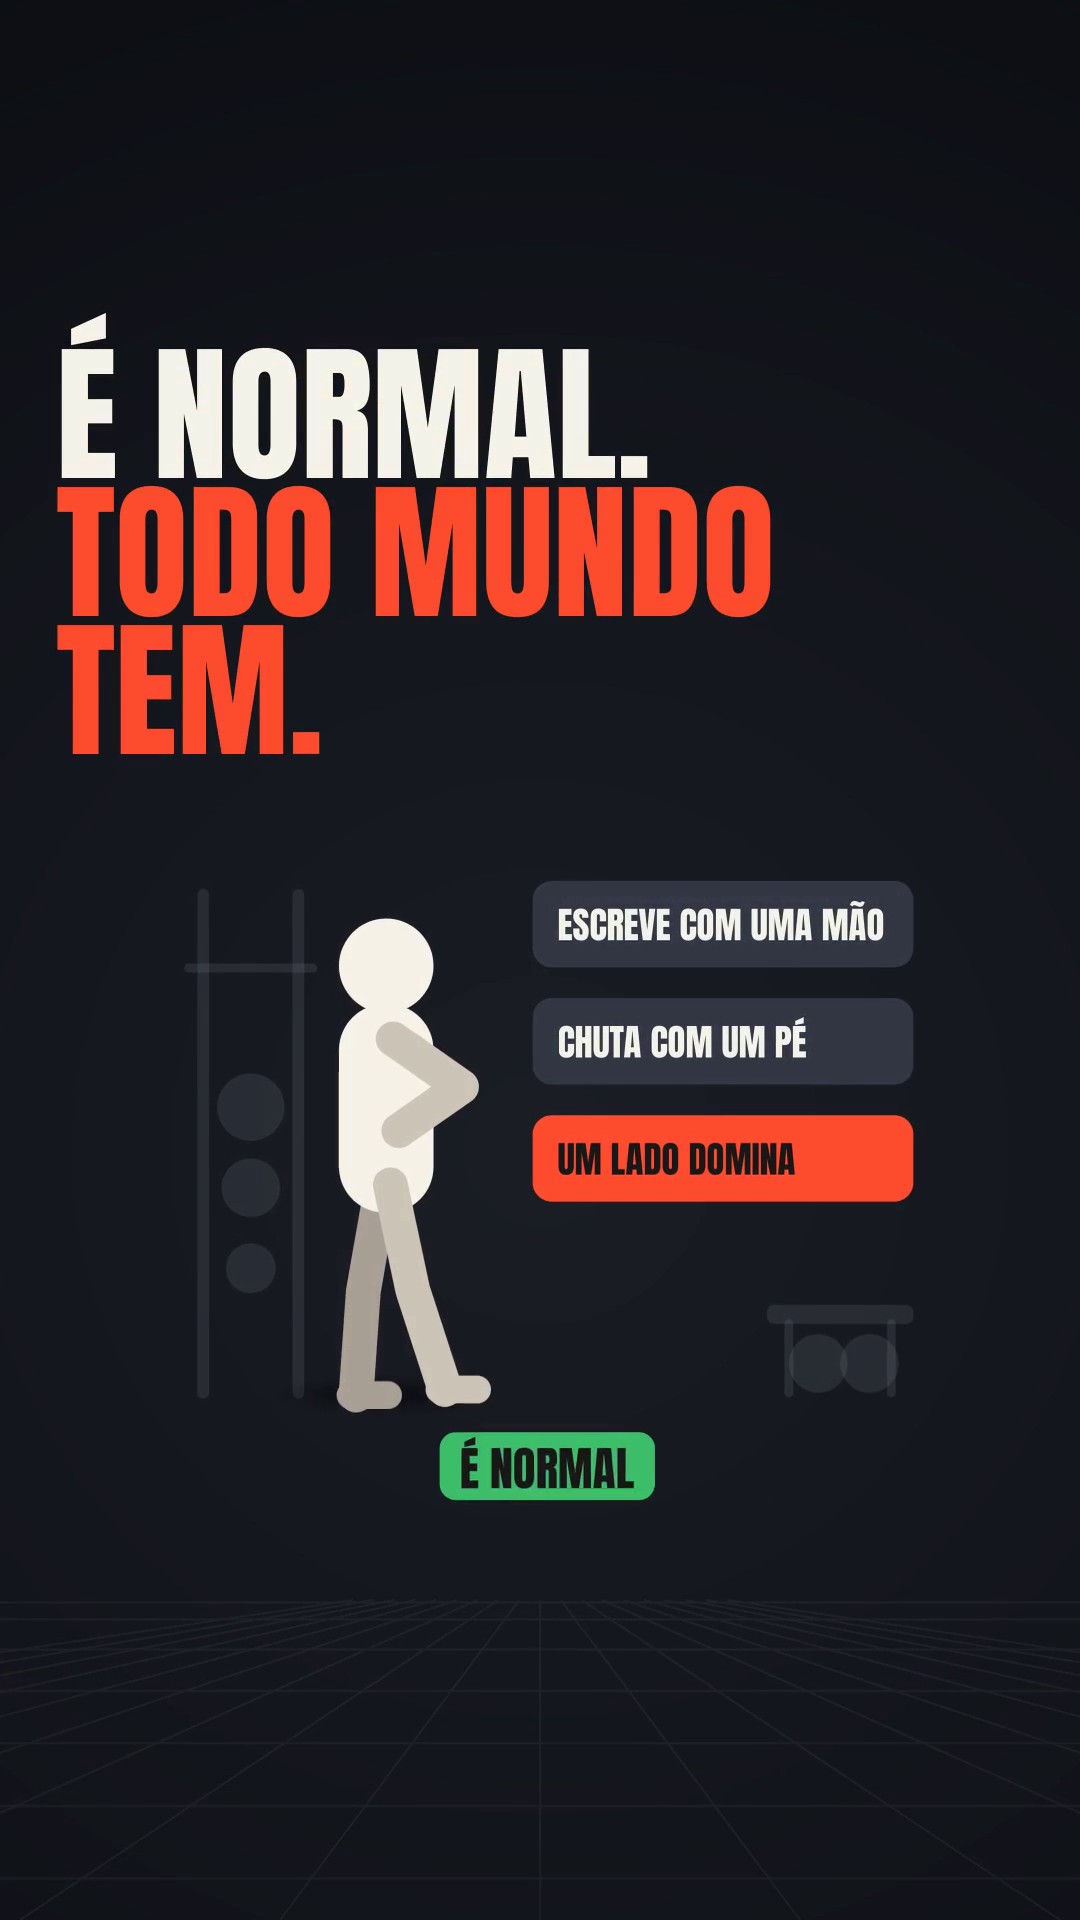 É NORMAL.
TODO MUNDO
TEM.
ESCREVE COM UMA MÃO
CHUTA COM UM PÉ
UM LADO DOMINA
É NORMAL